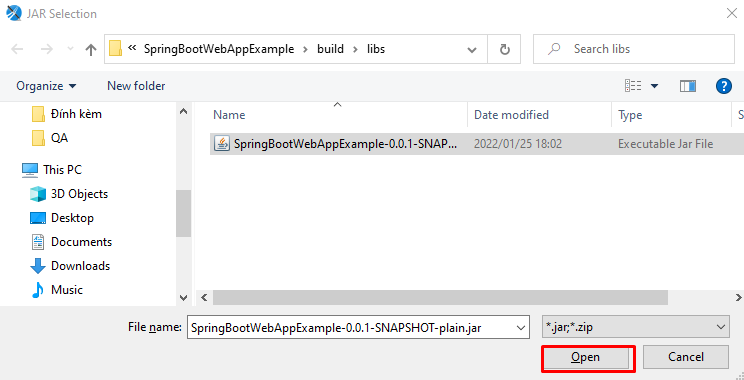 JAR Selection
« SpringBootWebAppExample › build › libs
Search libs
Organize
New folder
Đính kèm
QA
This PC
3D Objects
Desktop
Documents
Downloads
Music
Name Date modified Type S
SpringBootWebAppExample-0.0.1-SNAP... 2022/01/25 18:02 Executable Jar File
File name: SpringBootWebAppExample-0.0.1-SNAPSHOT-plain.jar *.jar;*.zip
Open Cancel